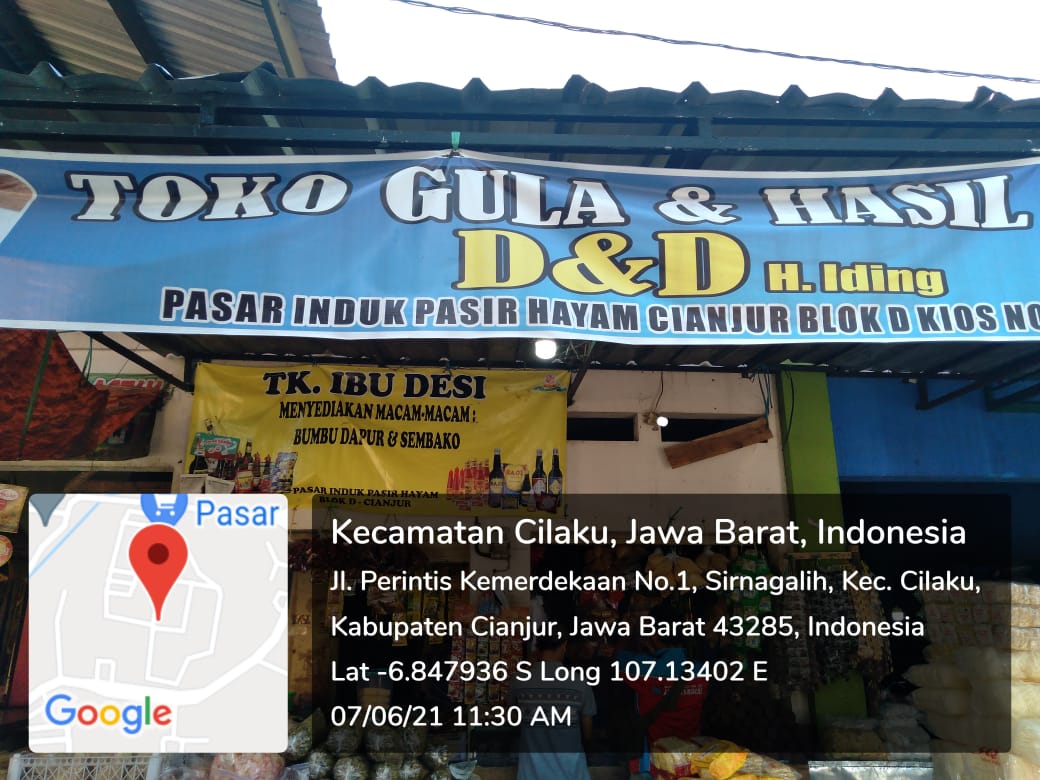 TOKO GULA & HASIL
D&D H. Iding
PASAR INDUK PASIR HAYAM CIANJUR BLOK D KIOS NO
TK. IBU DESI
MENYEDIAKAN MACAM-MACAM :
BUMBU DAPUR & SEMBAKO
PASAR INDUK PASIR HAYAM
BLOK D - CIANJUR
Pasar
Google
Kecamatan Cilaku, Jawa Barat, Indonesia
Jl. Perintis Kemerdekaan No.1, Sirnagalih, Kec. Cilaku,
Kabupaten Cianjur, Jawa Barat 43285, Indonesia
Lat -6.847936 S Long 107.13402 E
07/06/21 11:30 AM